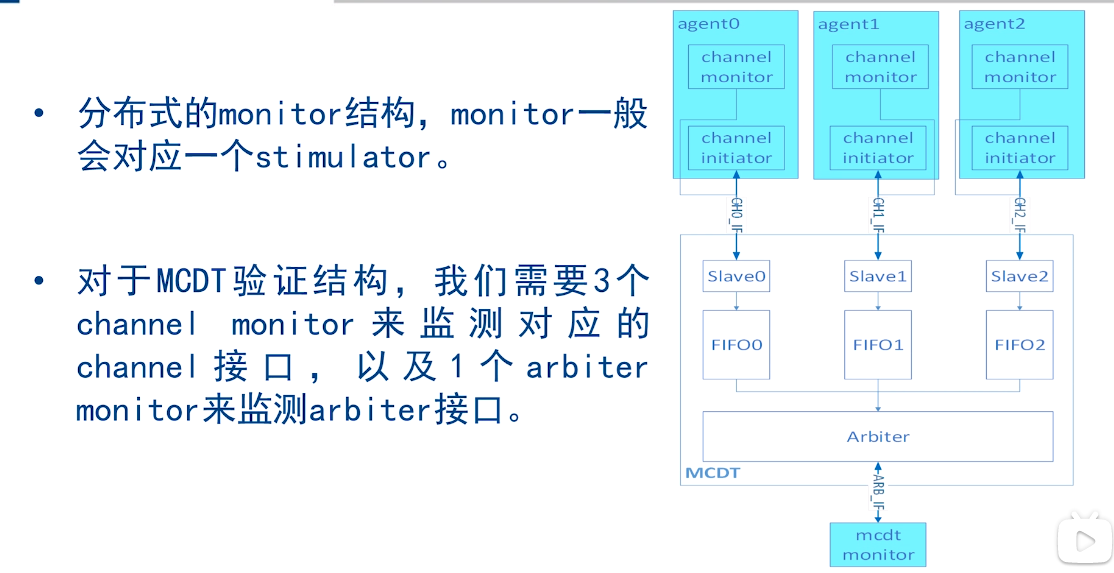 • 分布式的monitor结构，monitor一般
会对应一个stimulator。
• 对于MCDT验证结构，我们需要3个
channel monitor来监测对应的
channel接口，以及1个arbiter
monitor来监测arbiter接口。
agent0
channel
monitor
channel
initiator
agent1
channel
monitor
channel
initiator
agent2
channel
monitor
channel
initiator
CH0_IF
CH1_IF
CH2_IF
Slave0
Slave1
Slave2
FIFO0
FIFO1
FIFO2
Arbiter
MCDT
ARB_IF
mcdt
monitor